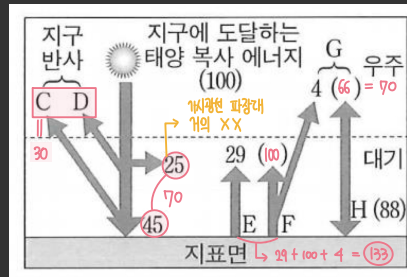 지구
반사
지구에 도달하는
태양 복사 에너지
(100)
G
우주
C D
4 (66) = 70
"
30
가시광선 파장대
거의 XX
25
29 (100)
대기
70
45
E F
H (88)
지표면
29 + 100 + 4 = 133